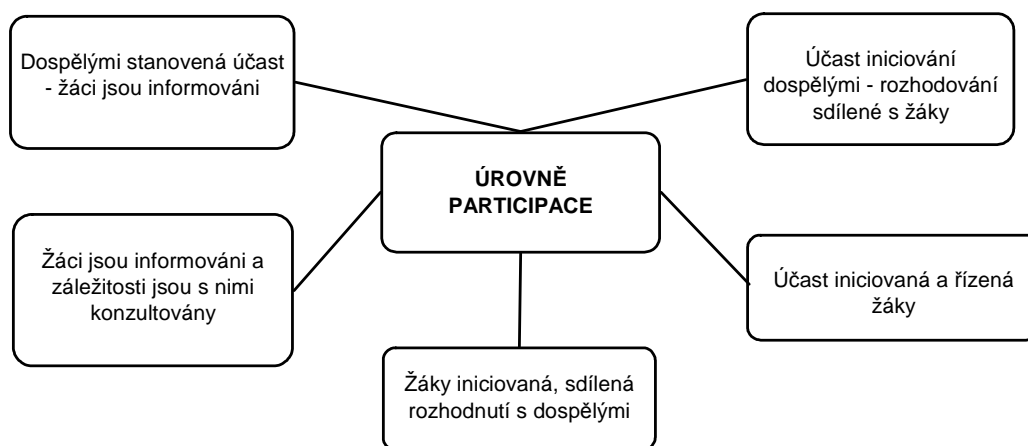 Dospělými stanovená účast
- žáci jsou informováni
Účast iniciování
dospělými - rozhodování
sdílené s žáky
ÚROVNĚ
PARTICIPACE
Žáci jsou informováni a
záležitosti jsou s nimi
konzultovány
Účast iniciovaná a řízená
žáky
Žáky iniciovaná, sdílená
rozhodnutí s dospělými